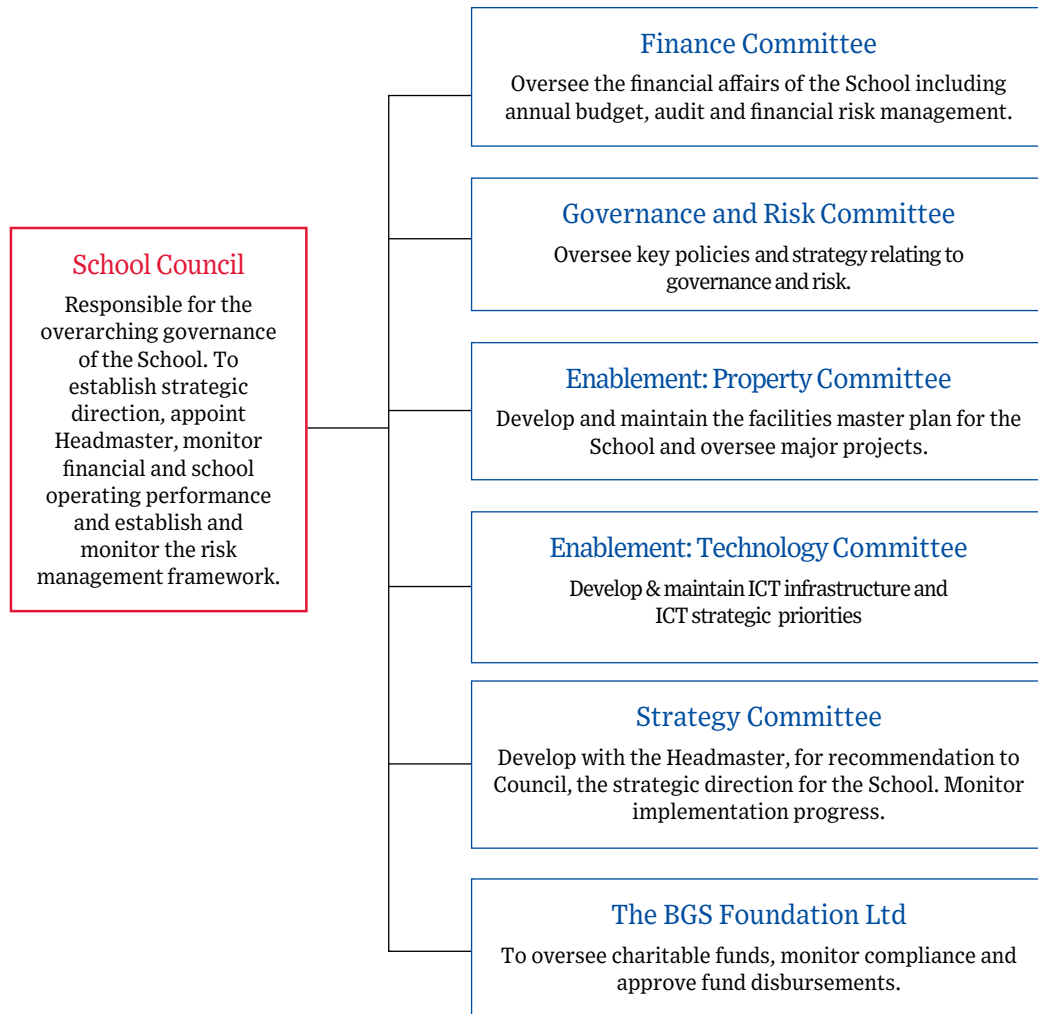 School Council
Responsible for the
overarching governance
of the School. To
establish strategic
direction, appoint
Headmaster, monitor
financial and school
operating performance
and establish and
monitor the risk
management framework.
Finance Committee
Oversee the financial affairs of the School including
annual budget, audit and financial risk management.
Governance and Risk Committee
Oversee key policies and strategy relating to
governance and risk.
Enablement: Property Committee
Develop and maintain the facilities master plan for the
School and oversee major projects.
Enablement: Technology Committee
Develop & maintain ICT infrastructure and
ICT strategic priorities
Strategy Committee
Develop with the Headmaster, for recommendation to
Council, the strategic direction for the School. Monitor
implementation progress.
The BGS Foundation Ltd
To oversee charitable funds, monitor compliance and
approve fund disbursements.